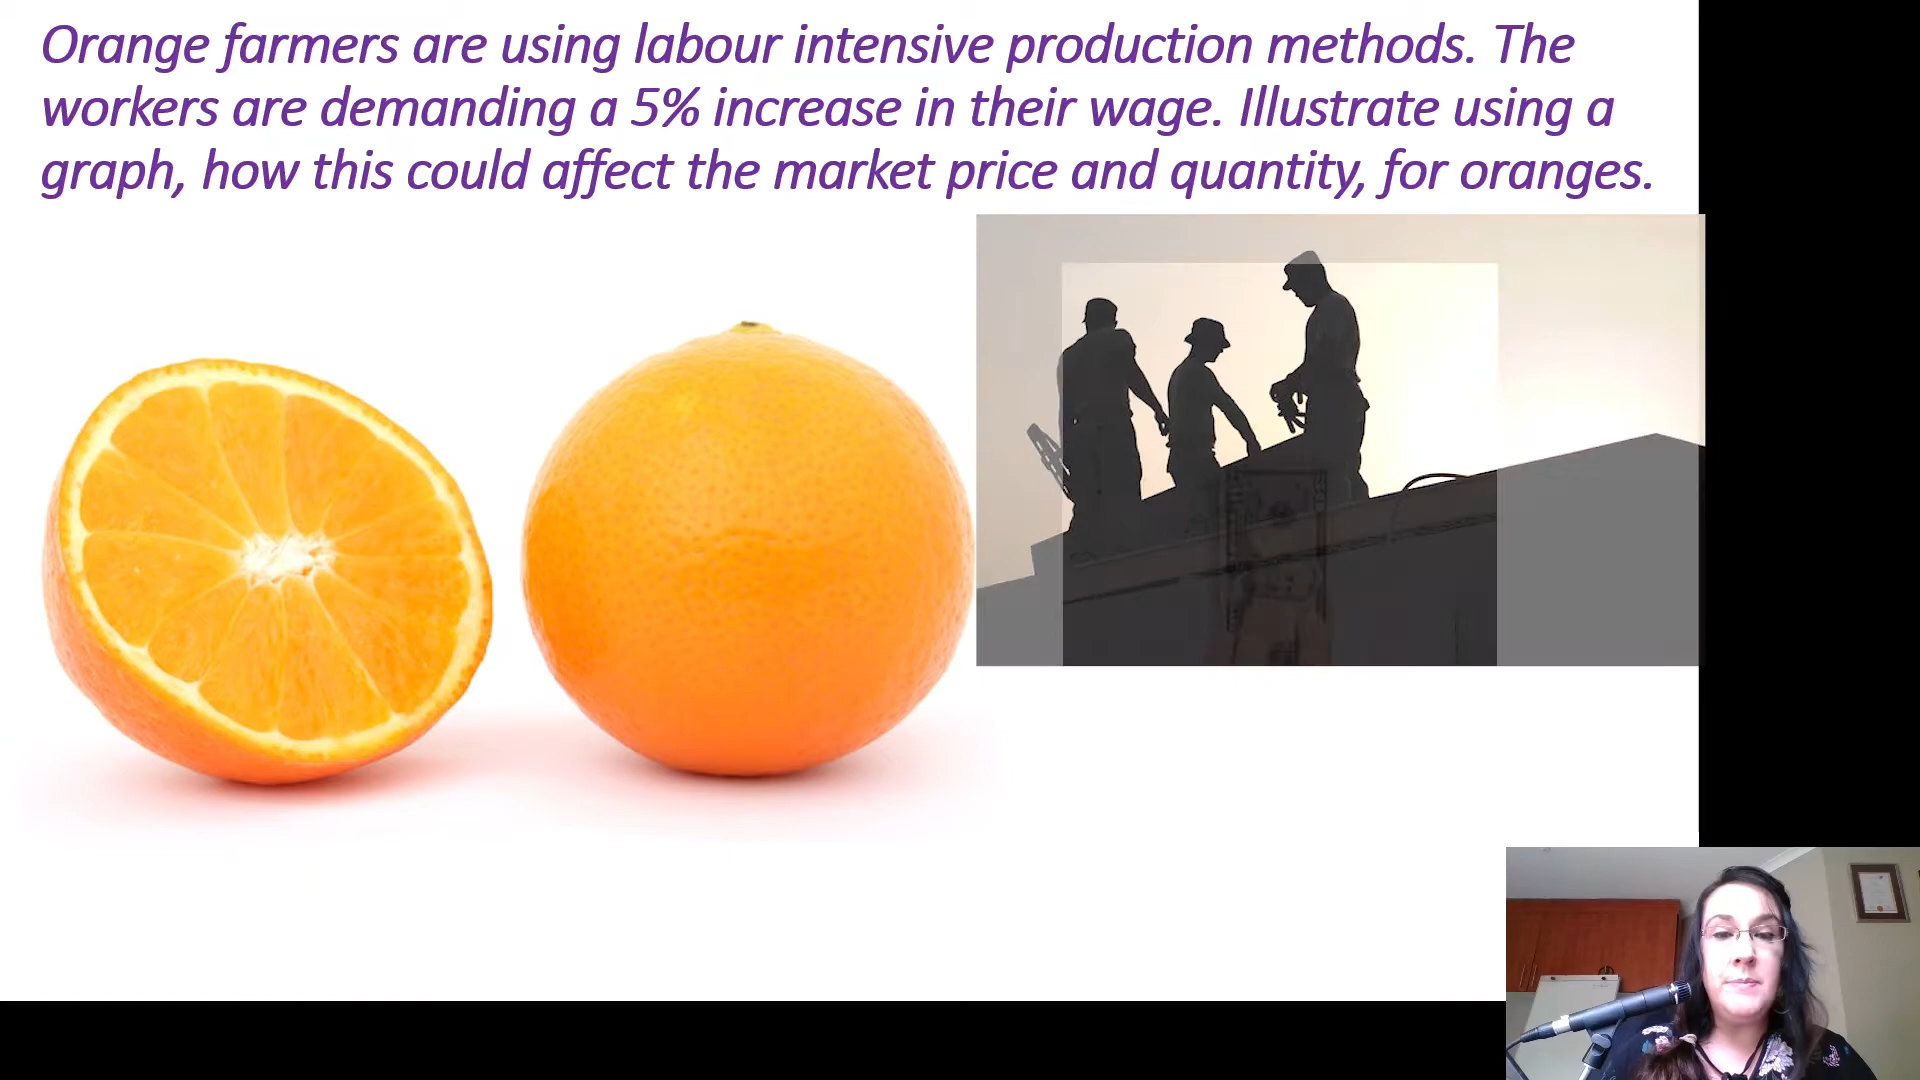 Orange farmers are using labour intensive production methods. The
workers are demanding a 5% increase in their wage. Illustrate using a
graph, how this could affect the market price and quantity, for oranges.